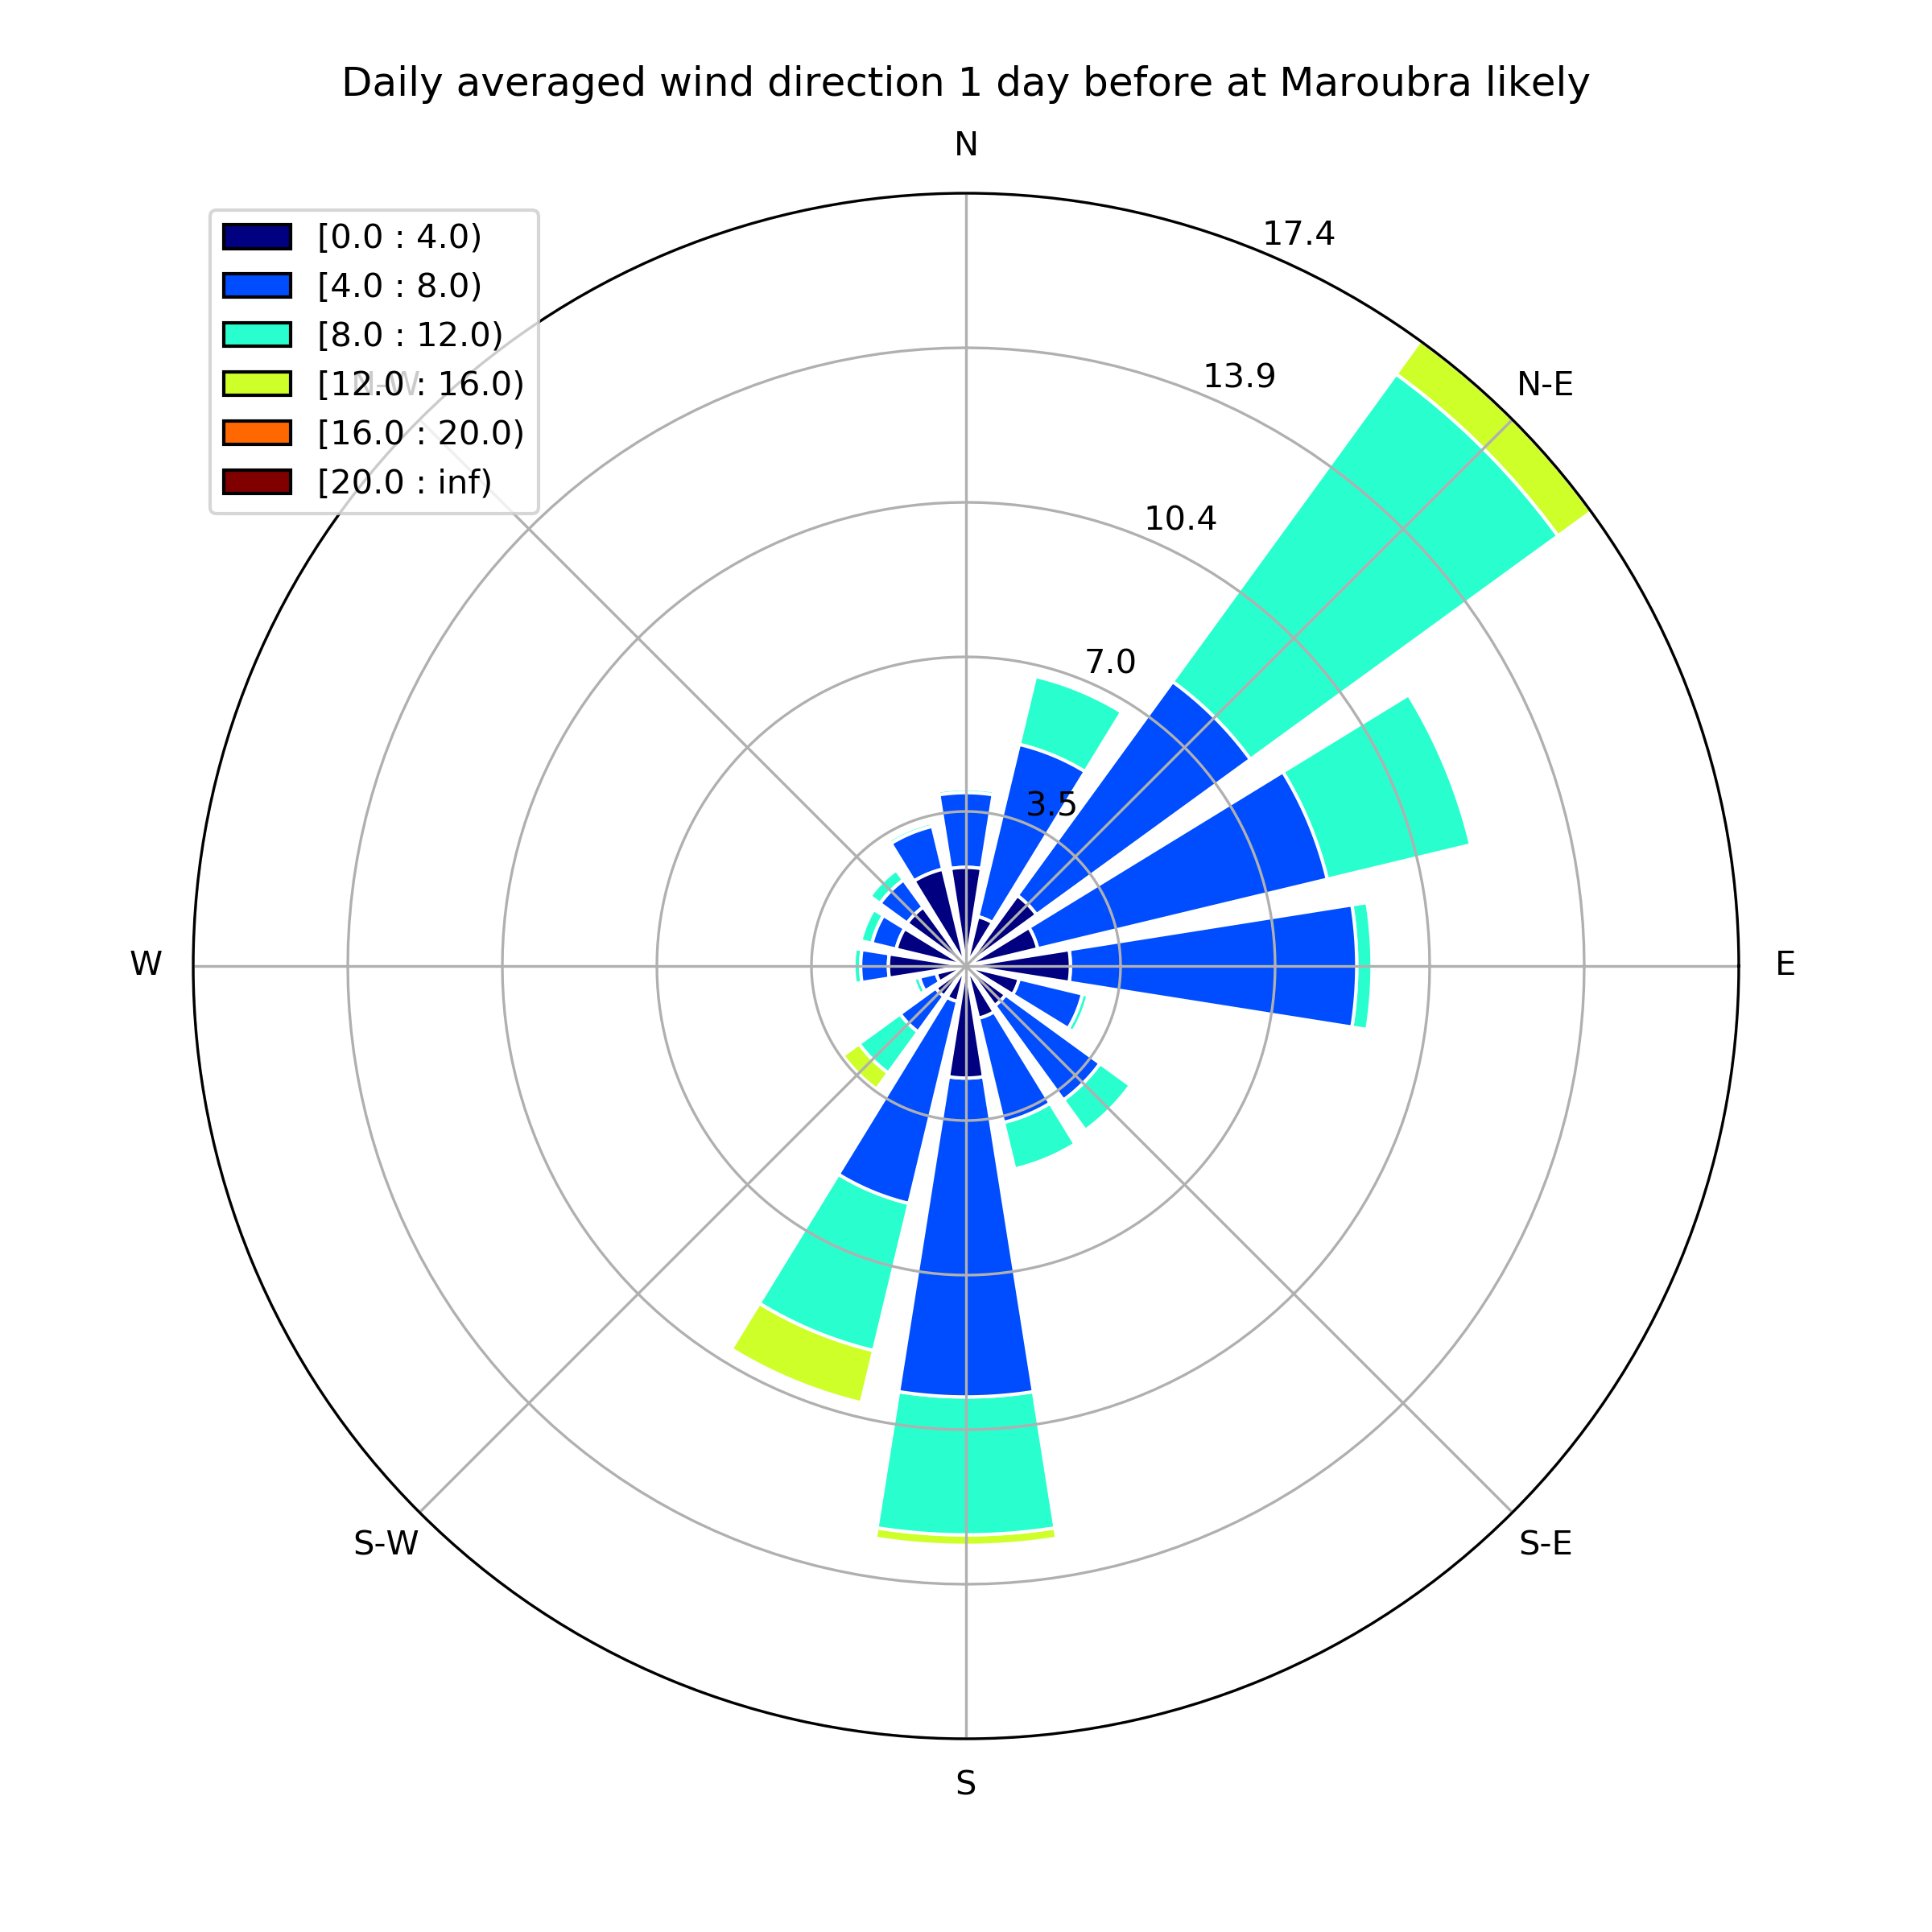 Daily averaged wind direction 1 day before at Maroubra likely
N
17.4
[0.0 : 4.0)
[4.0 : 8.0)
[8.0 : 12.0)
[12.0 : 16.0)
[16.0 : 20.0)
[20.0 : inf)
N-W
13.9
N-E
10.4
7.0
3.5
W
E
S-W
S-E
S